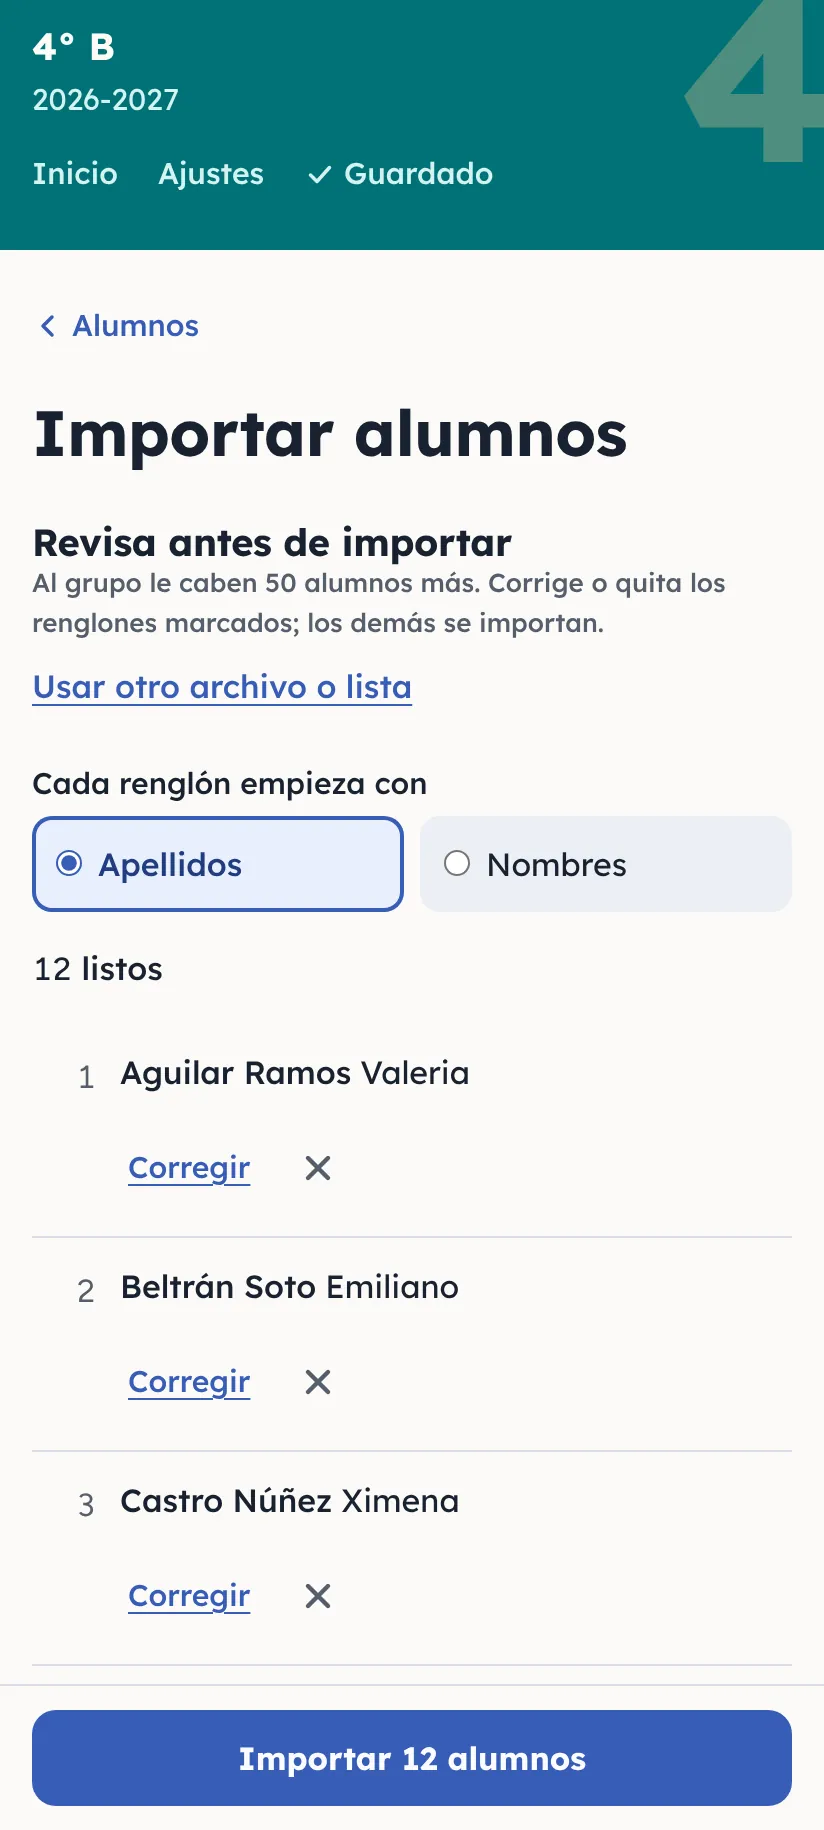 4° B
4
2026-2027
Inicio Ajustes Guardado
Alumnos
Importar alumnos
Revisa antes de importar
Al grupo le caben 50 alumnos más. Corrige o quita los
renglones marcados; los demás se importan.
Usar otro archivo o lista
Cada renglón empieza con
Apellidos Nombres
12 listos
1 Aguilar Ramos Valeria
Corregir
2 Beltrán Soto Emiliano
Corregir
3 Castro Núñez Ximena
Corregir
Importar 12 alumnos